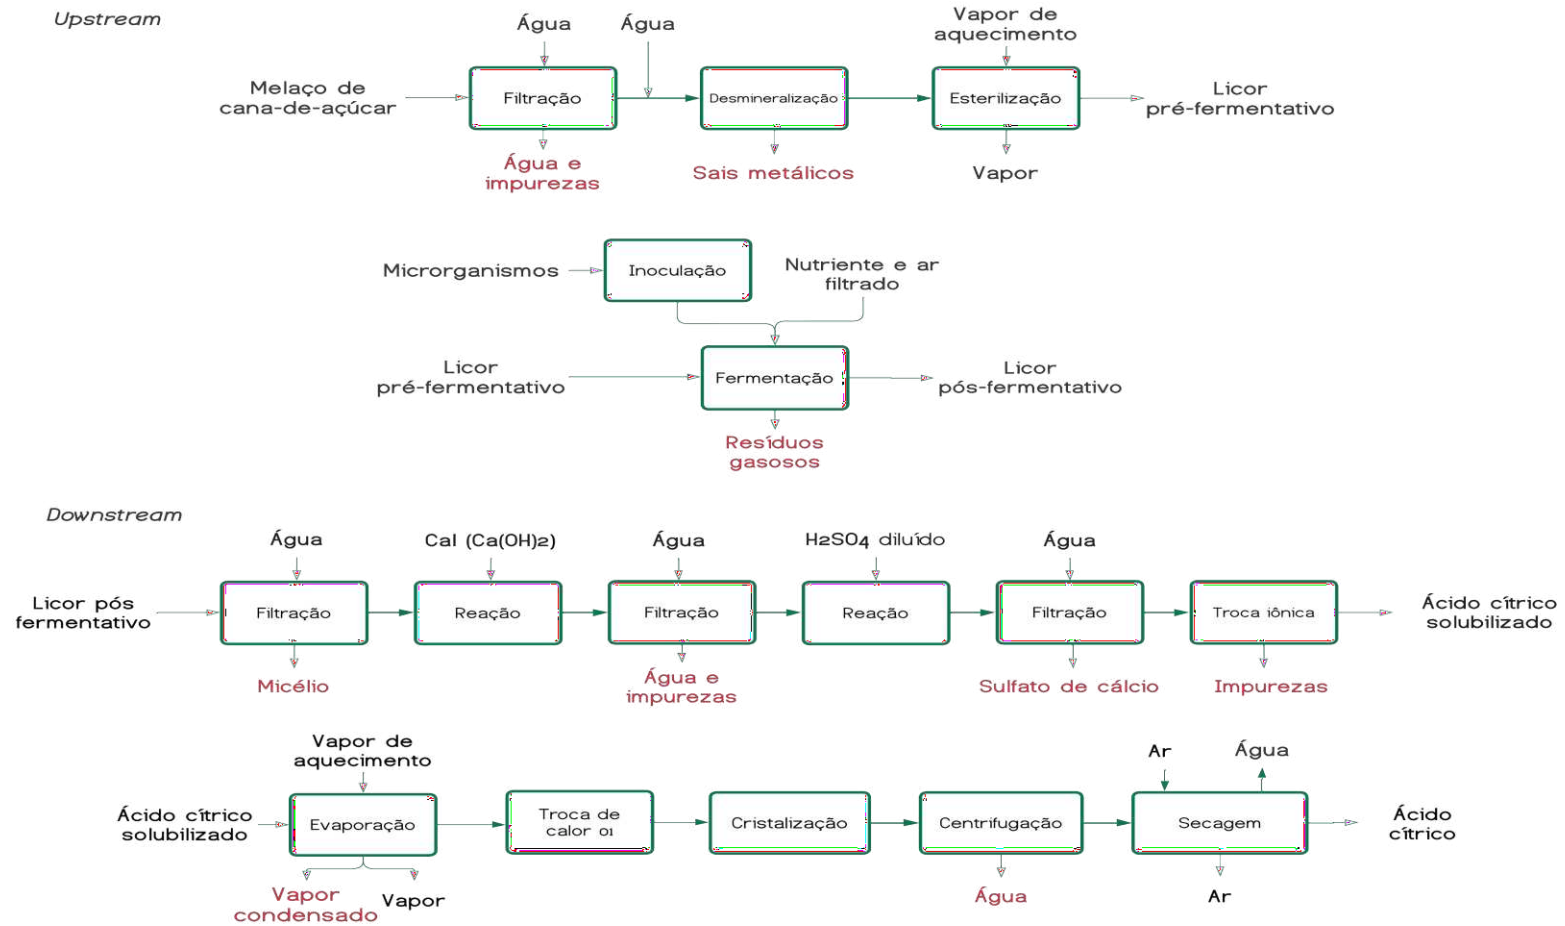 Upstream
Água
Água
Vapor de
aquecimento
Melaço de
cana-de-açúcar
Filtração
Desmineralização
Esterilização
Licor
pré-fermentativo
Água e
impurezas
Sais metálicos
Vapor
Microrganismos
Inoculação
Nutriente e ar
filtrado
Licor
pré-fermentativo
Fermentação
Licor
pós-fermentativo
Resíduos
gasosos
Downstream
Água
Cal (Ca(OH)2)
Água
H2SO4 diluído
Água
Licor pós
fermentativo
Filtração
Reação
Filtração
Reação
Filtração
Troca iônica
Ácido cítrico
solubilizado
Micélio
Água e
impurezas
Sulfato de cálcio
Impurezas
Vapor de
aquecimento
Ar
Água
Ácido cítrico
solubilizado
Evaporação
Troca de
calor 01
Cristalização
Centrifugação
Secagem
Ácido
cítrico
Vapor
condensado
Vapor
Água
Ar